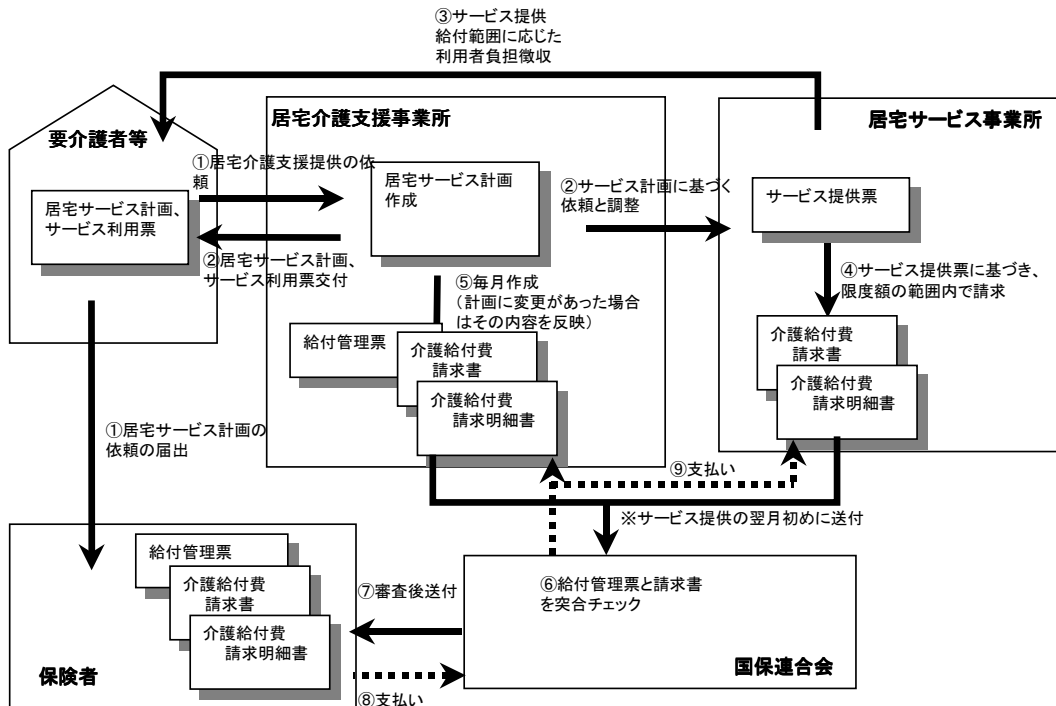 ③サービス提供
給付範囲に応じた
利用者負担徴収
要介護者等
居宅介護支援事業所
居宅サービス事業所
①居宅介護支援提供の依
頼
居宅サービス計画、
サービス利用票
②居宅サービス計画、
サービス利用票交付
居宅サービス計画
作成
②サービス計画に基づく
依頼と調整
サービス提供票
④サービス提供票に基づき、
限度額の範囲内で請求
⑤毎月作成
（計画に変更があった場合
はその内容を反映）
給付管理票
介護給付費
請求書
介護給付費
請求明細書
介護給付費
請求書
介護給付費
請求明細書
①居宅サービス計画の
依頼の届出
⑨支払い
※サービス提供の翌月初めに送付
給付管理票
介護給付費
請求書
介護給付費
請求明細書
保険者
⑦審査後送付
⑧支払い
⑥給付管理票と請求書
を突合チェック
国保連合会